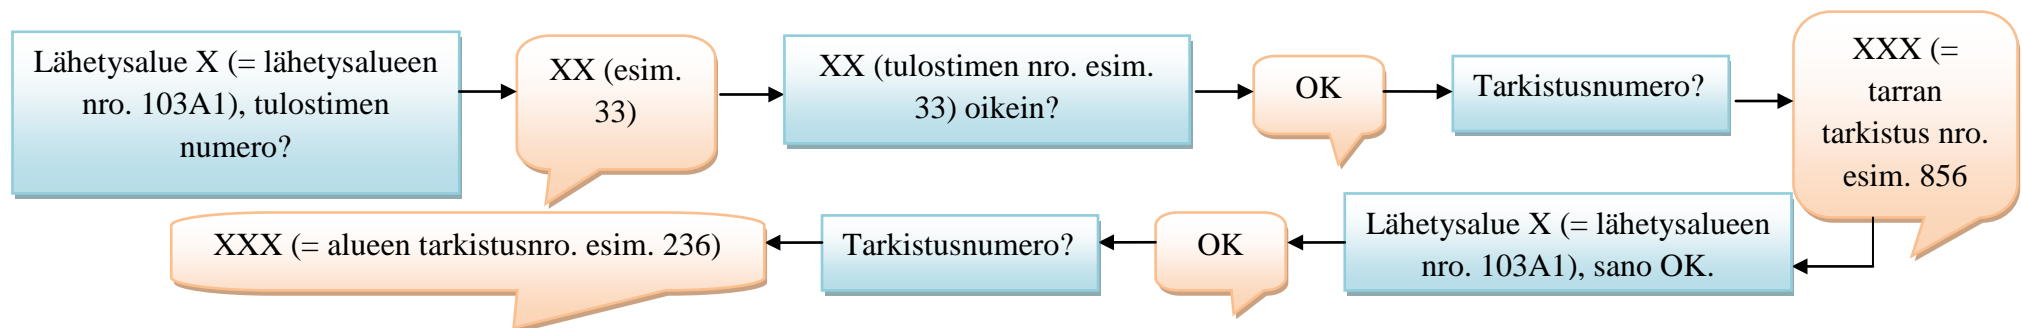 Lähetysalue X (= lähetysalueen
nro. 103A1), tulostimen
numero?
XX (esim.
33)
XX (tulostimen nro. esim.
33) oikein?
OK
Tarkistusnumero?
XXX (=
tarran
tarkistus nro.
esim. 856
Lähetysalue X (= lähetysalueen
nro. 103A1), sano OK.
OK
Tarkistusnumero?
XXX (= alueen tarkistusnro. esim. 236)